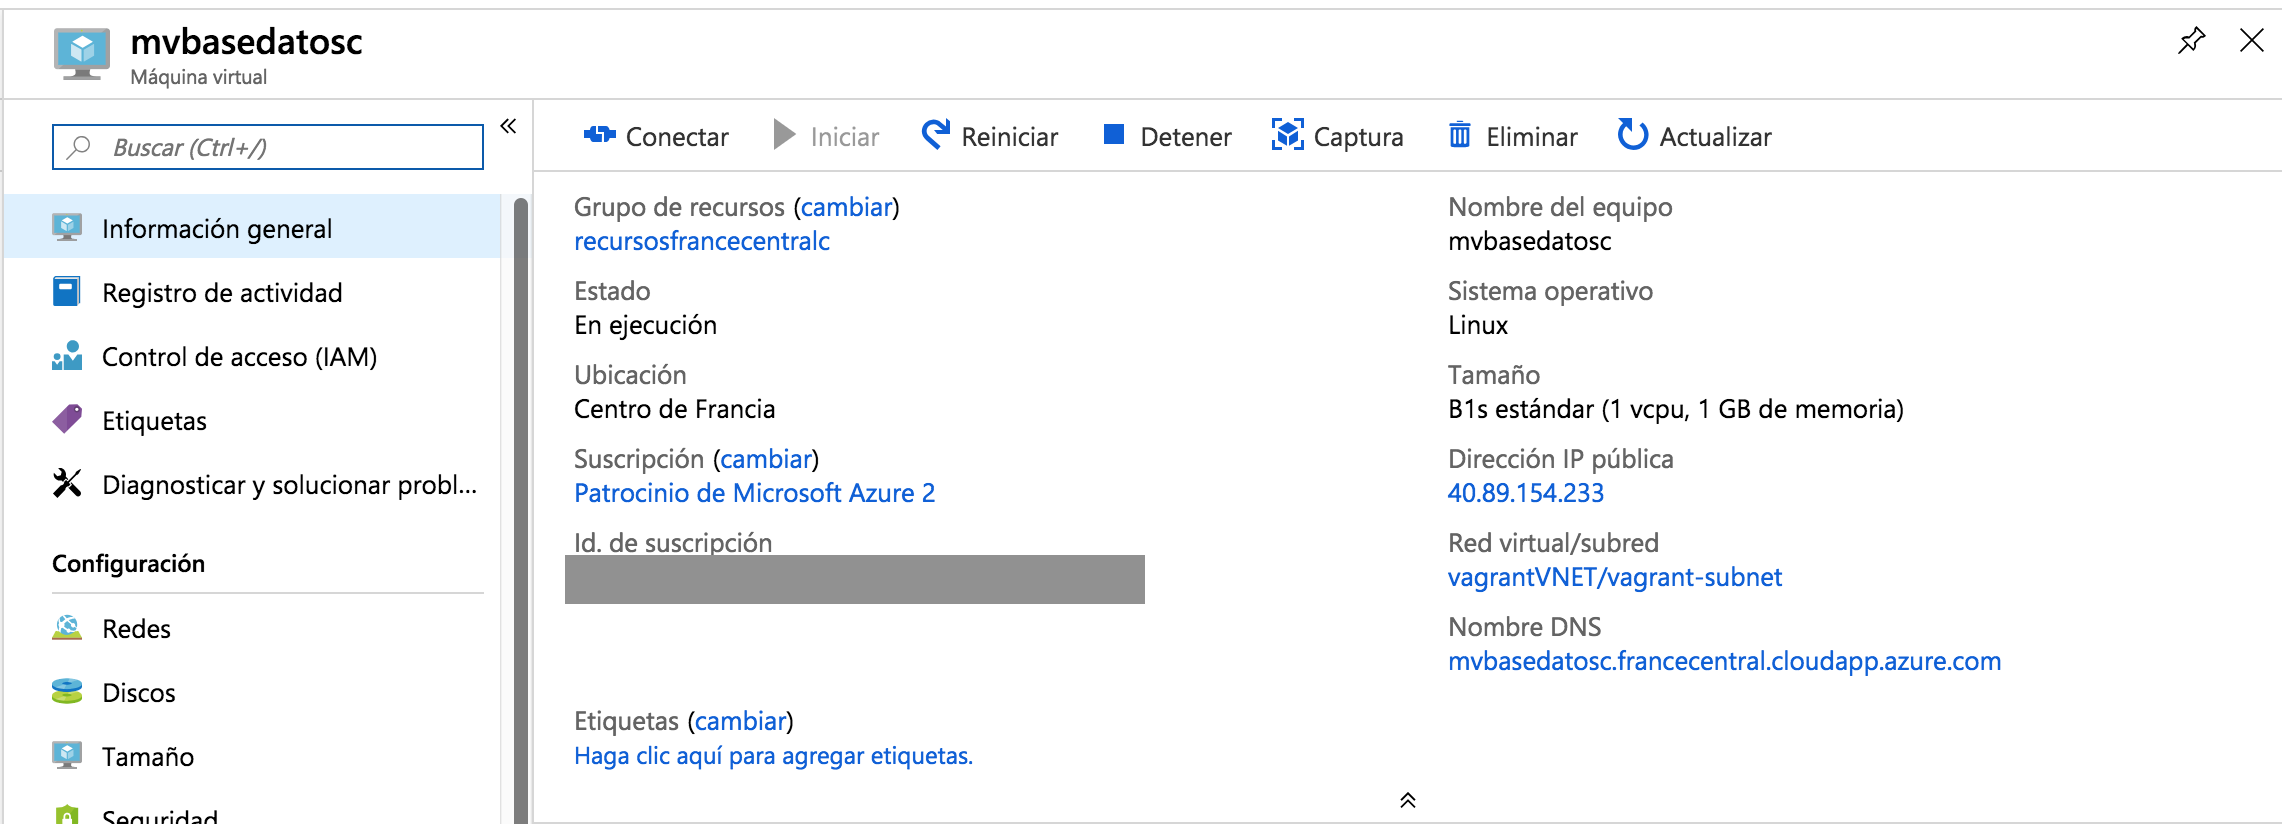 mvbasedatosc
Máquina virtual
Buscar (Ctrl+/)
Información general
Registro de actividad
Control de acceso (IAM)
Etiquetas
Diagnosticar y solucionar probl...
Configuración
Redes
Discos
Tamaño
Seguridad
Conectar Iniciar Reiniciar Detener Captura Eliminar Actualizar
Grupo de recursos (cambiar)
recursosfrancecentralc
Estado
En ejecución
Ubicación
Centro de Francia
Suscripción (cambiar)
Patrocinio de Microsoft Azure 2
Id. de suscripción
Etiquetas (cambiar)
Haga clic aquí para agregar etiquetas.
Nombre del equipo
mvbasedatosc
Sistema operativo
Linux
Tamaño
B1s estándar (1 vcpu, 1 GB de memoria)
Dirección IP pública
40.89.154.233
Red virtual/subred
vagrantVNET/vagrant-subnet
Nombre DNS
mvbasedatosc.francecentral.cloudapp.azure.com